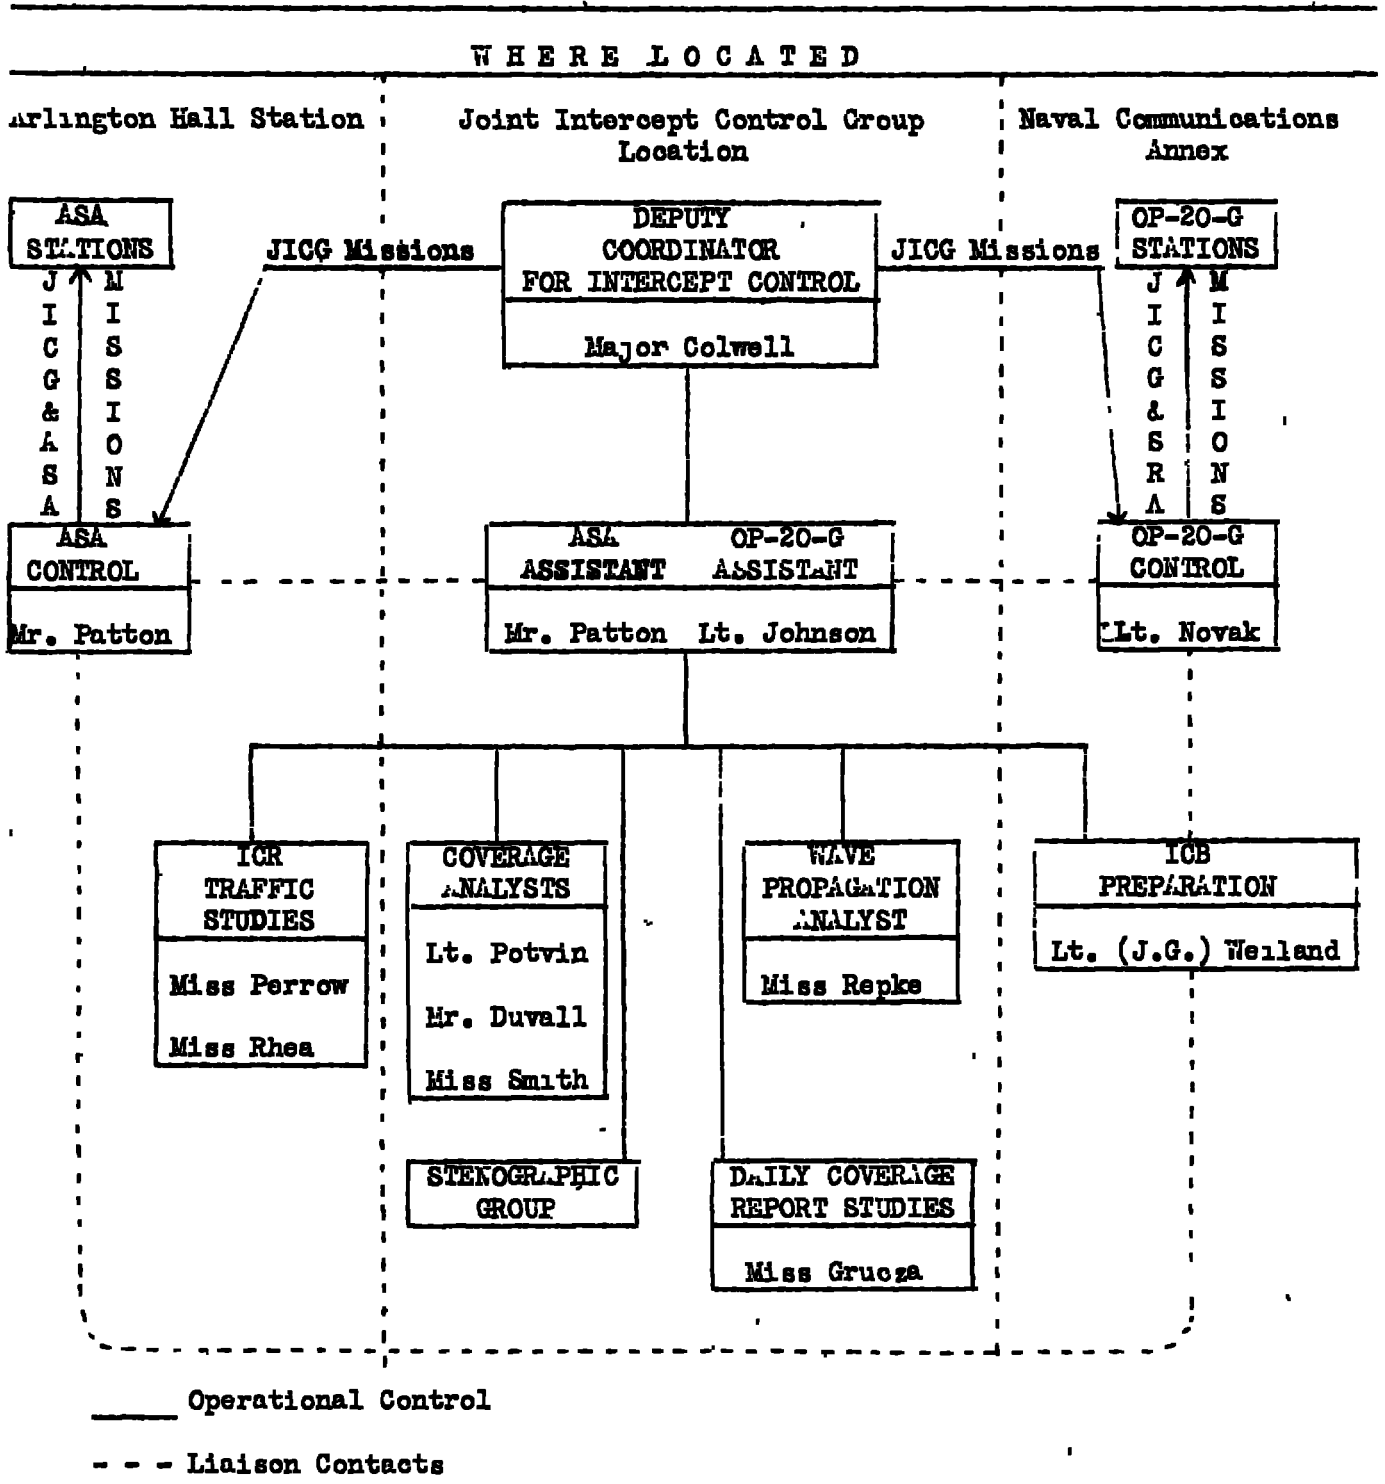 WHERE LOCATED
Arlington Hall Station
Joint Intercept Control Group
Location
Naval Communications
Annex
ASA
STATIONS
JICG Missions
DEPUTY
COORDINATOR
FOR INTERCEPT CONTROL
Major Colwell
JICG Missions
OP-20-G
STATIONS
JICG&ASA
MISSIONS
JICG&SRA
MISSIONS
ASA
CONTROL
Mr. Patton
ASA
ASSISTANT
OP-20-G
ASSISTANT
Mr. Patton
Lt. Johnson
OP-20-G
CONTROL
Lt. Novak
ICR
TRAFFIC
STUDIES
Miss Perrow
Miss Rhea
COVERAGE
ANALYSTS
Lt. Potvin
Mr. Duvall
Miss Smith
WAVE
PROPAGATION
ANALYST
Miss Repke
ICB
PREPARATION
Lt. (J.G.) Weiland
STENOGRAPHIC
GROUP
DAILY COVERAGE
REPORT STUDIES
Miss Grucza
Operational Control
Liaison Contacts